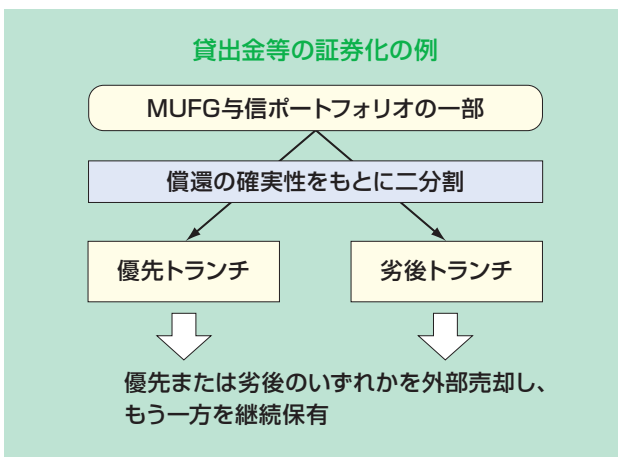 貸出金等の証券化の例
MUFG与信ポートフォリオの一部
償還の確実性をもとに二分割
優先トランチ
劣後トランチ
優先または劣後のいずれかを外部売却し、
もう一方を継続保有